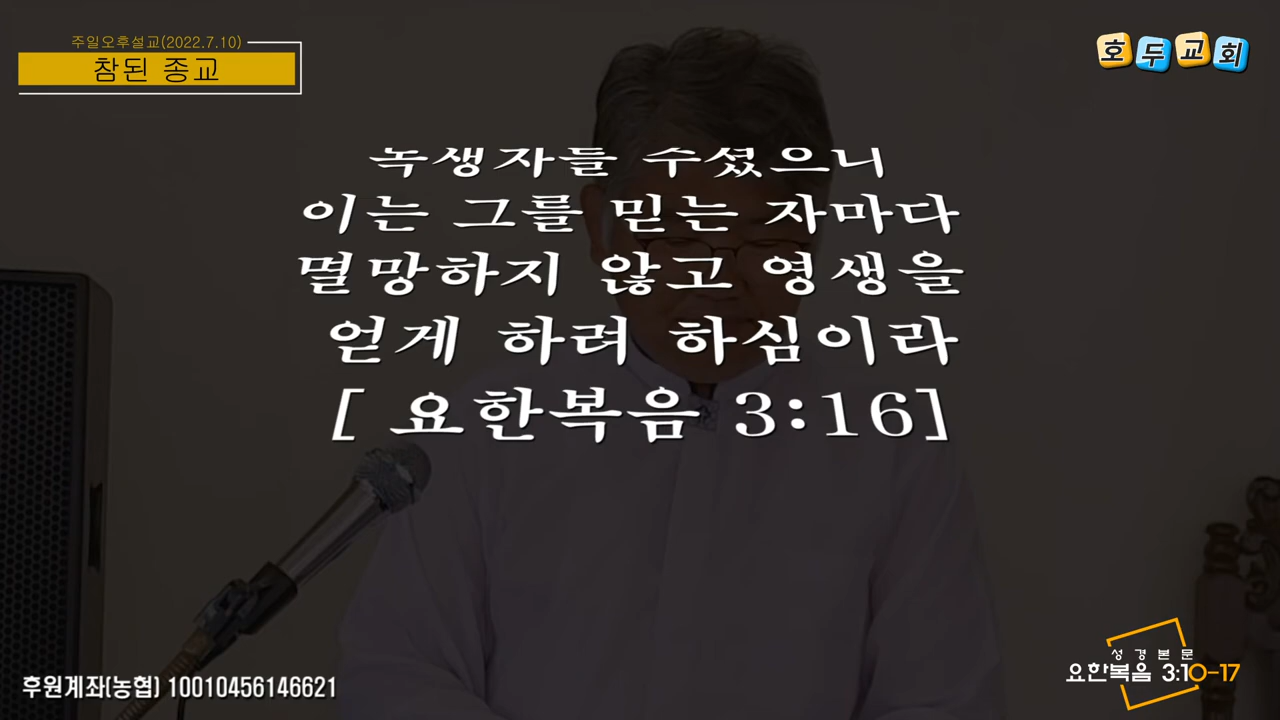 주일오후설교(2022.7.10)
참된 종교
호두교회
녹생자들 수셨으니
이는 그를 믿는 자마다
멸망하지 않고 영생을
얻게 하려 하심이라
[ 요한복음 3:16]
후원계좌(농협) 10010456146621
성경본문
요한복음 3:10-17